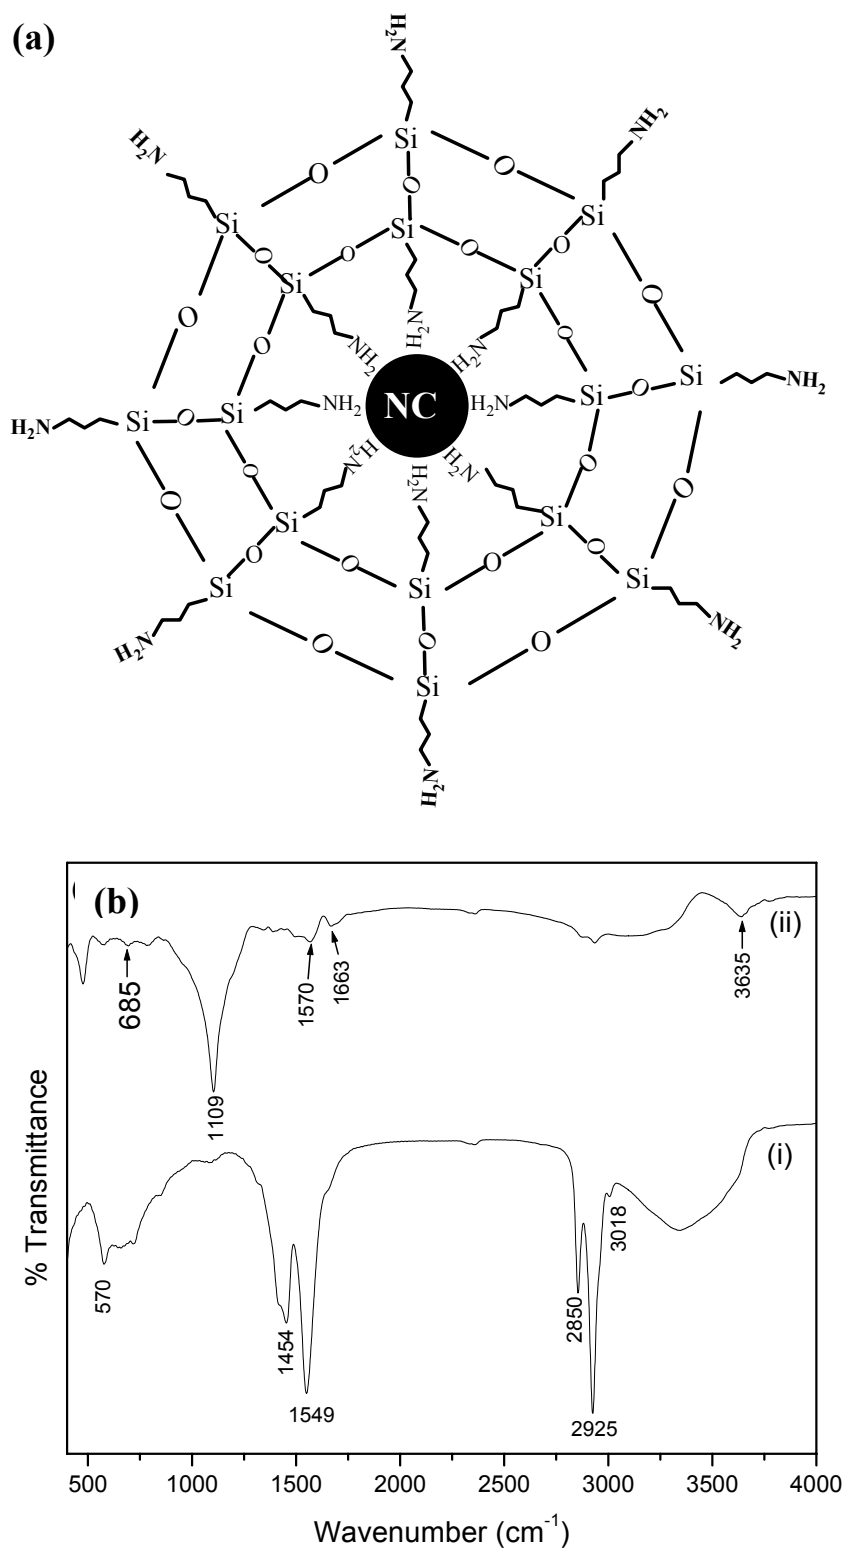 (a)
H₂N
Si
NH₂
H₂N
O
O
O
Si
Si
Si
O
O
O
O
Si
Si
O
O
H₂N
O
O
NH₂
H₂N
O
Si
NH₂
O
O
H₂N
Si
O
Si
NH₂
NC
H₂N
Si
H₂N
H₂N
O
O
H₂N
O
O
Si
Si
O
O
O
O
Si
Si
Si
NH₂
H₂N
O
O
O
Si
H₂N
(b)
(ii)
685
1570
1663
3635
1109
(i)
570
1454
1549
2850
2925
3018
% Transmittance
500
1000
1500
2000
2500
3000
3500
4000
Wavenumber (cm⁻¹)